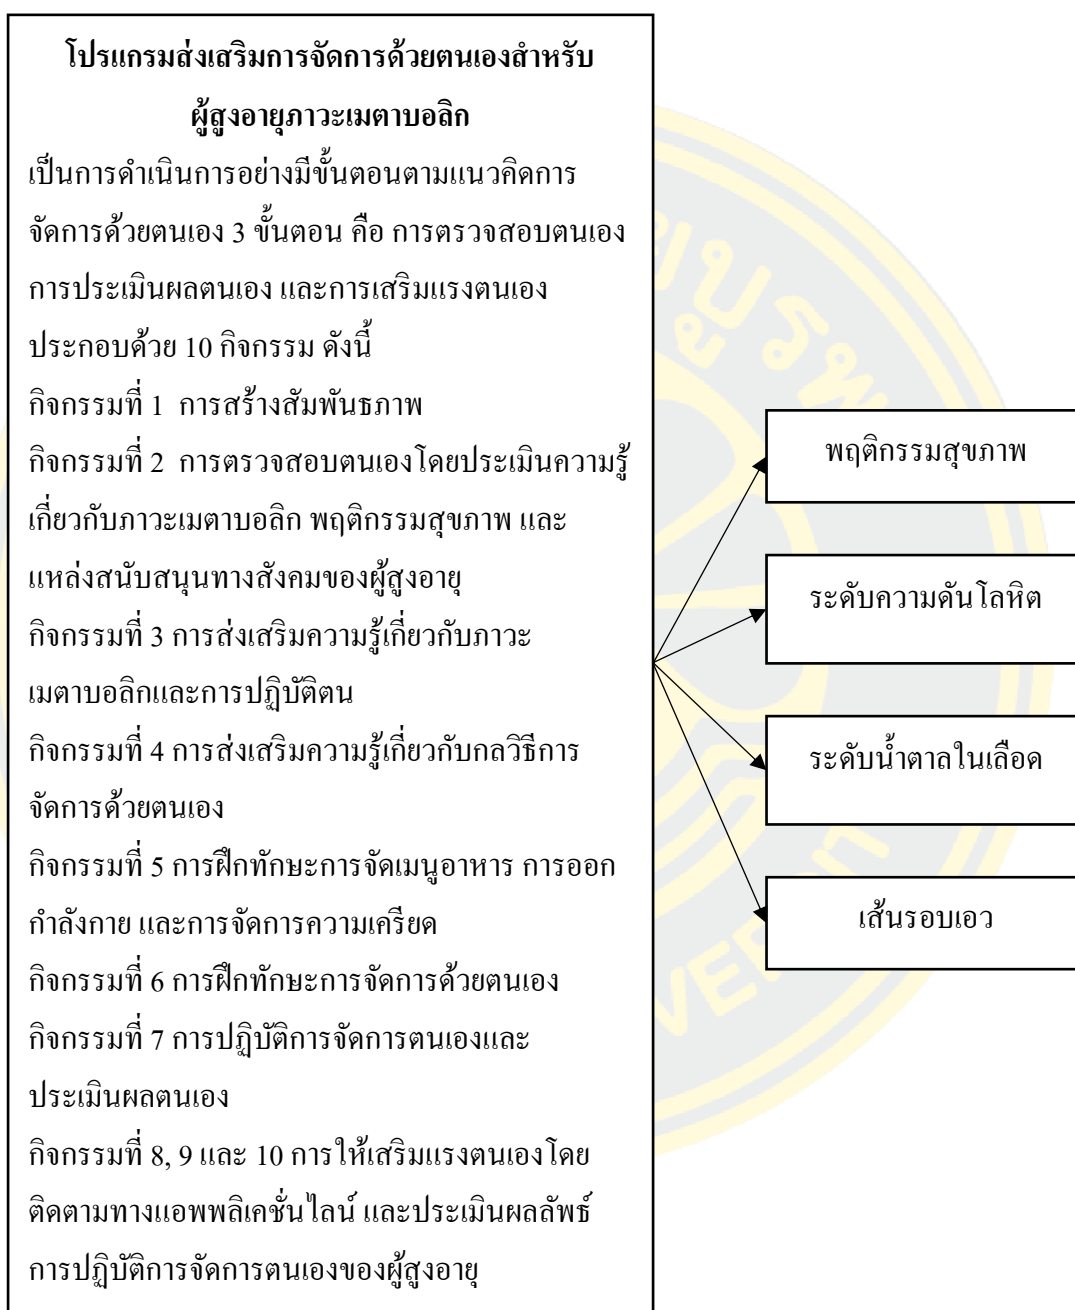 โปรแกรมส่งเสริมการจัดการด้วยตนเองสำหรับ
ผู้สูงอายุภาวะเมตาบอลิก
เป็นการดำเนินการอย่างมีขั้นตอนตามแนวคิดการ
จัดการด้วยตนเอง 3 ขั้นตอน คือ การตรวจสอบตนเอง
การประเมินผลตนเอง และการเสริมแรงตนเอง
ประกอบด้วย 10 กิจกรรม ดังนี้
กิจกรรมที่ 1 การสร้างสัมพันธภาพ
กิจกรรมที่ 2 การตรวจสอบตนเองโดยประเมินความรู้
เกี่ยวกับภาวะเมตาบอลิก พฤติกรรมสุขภาพ และ
แหล่งสนับสนุนทางสังคมของผู้สูงอายุ
กิจกรรมที่ 3 การส่งเสริมความรู้เกี่ยวกับภาวะ
เมตาบอลิกและการปฏิบัติตน
กิจกรรมที่ 4 การส่งเสริมความรู้เกี่ยวกับกลวิธีการ
จัดการด้วยตนเอง
กิจกรรมที่ 5 การฝึกทักษะการจัดเมนูอาหาร การออก
กำลังกาย และการจัดการความเครียด
กิจกรรมที่ 6 การฝึกทักษะการจัดการด้วยตนเอง
กิจกรรมที่ 7 การปฏิบัติการจัดการตนเองและ
ประเมินผลตนเอง
กิจกรรมที่ 8, 9 และ 10 การให้เสริมแรงตนเองโดย
ติดตามทางแอพพลิเคชั่นไลน์ และประเมินผลลัพธ์
การปฏิบัติการจัดการตนเองของผู้สูงอายุ
พฤติกรรมสุขภาพ
ระดับความดันโลหิต
ระดับน้ำตาลในเลือด
เส้นรอบเอว